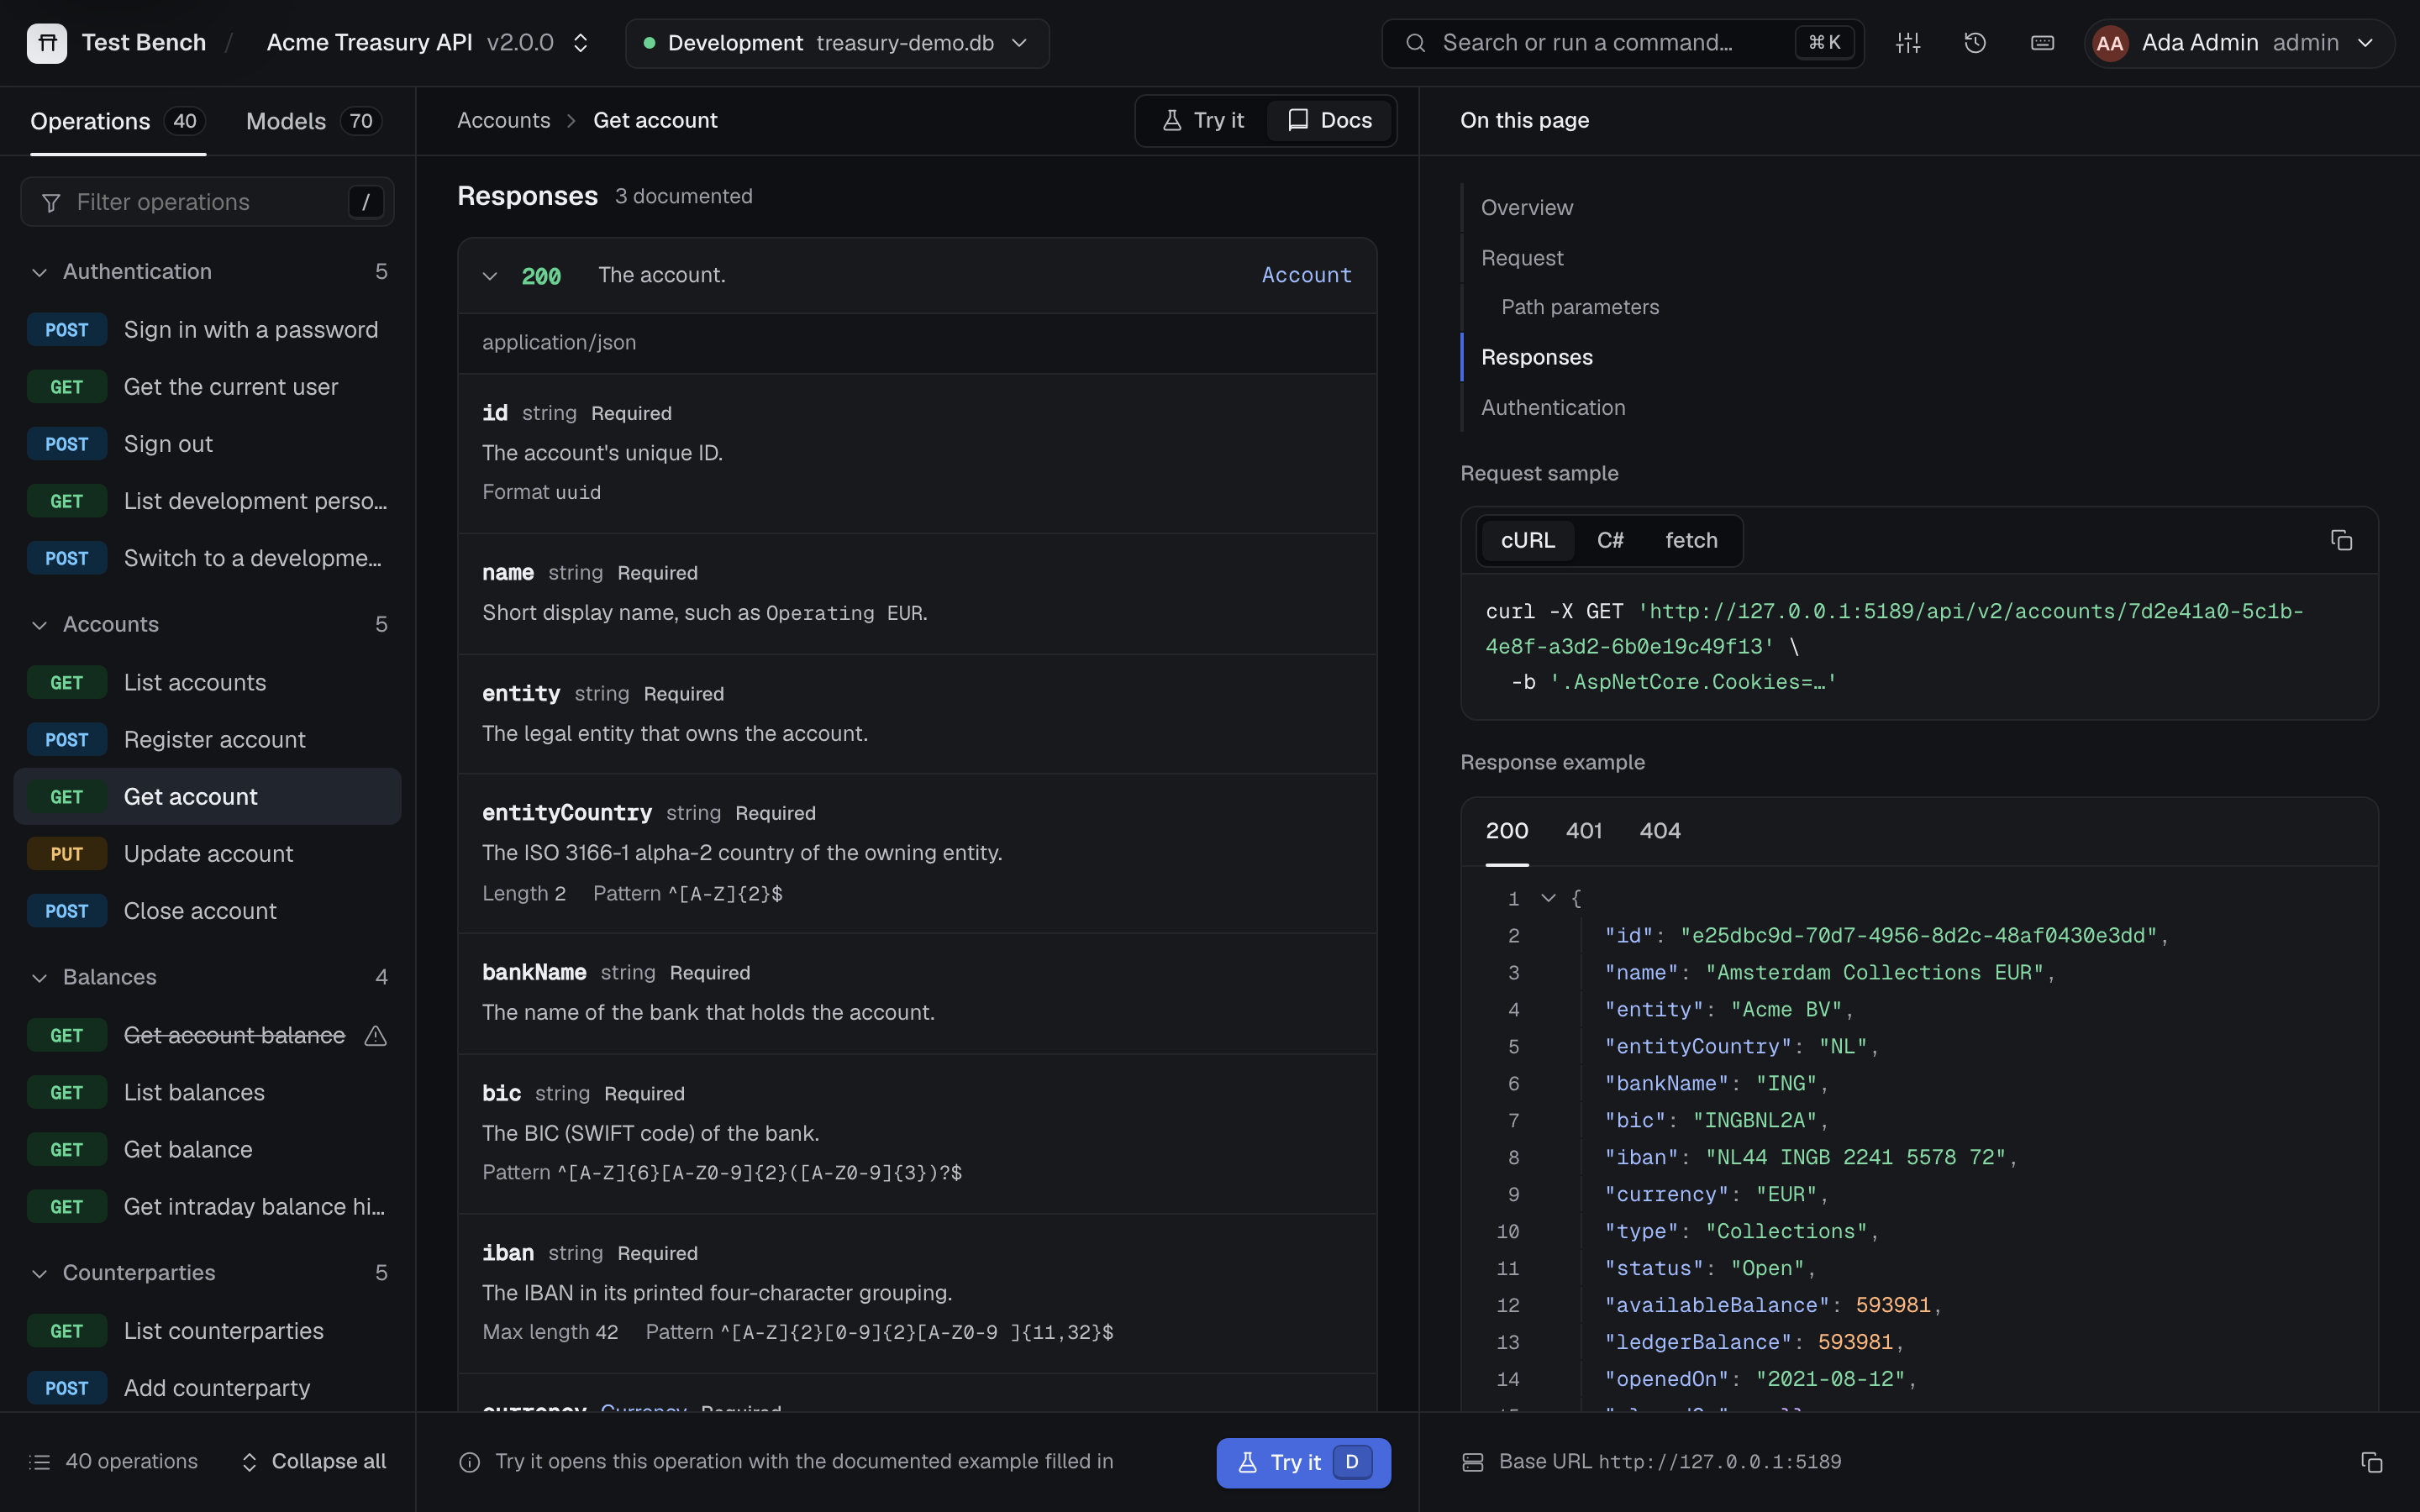 Test Bench / Acme Treasury API v2.0.0
Development treasury-demo.db
Search or run a command... ⌘K
AA Ada Admin admin
Operations 40 Models 70
Filter operations /
Authentication 5
POST Sign in with a password
GET Get the current user
POST Sign out
GET List development perso...
POST Switch to a developme...
Accounts 5
GET List accounts
POST Register account
GET Get account
PUT Update account
POST Close account
Balances 4
GET Get account balance
GET List balances
GET Get balance
GET Get intraday balance hi...
Counterparties 5
GET List counterparties
POST Add counterparty
40 operations Collapse all
Accounts > Get account
Try it Docs
Responses 3 documented
200 The account. Account
application/json
id string Required
The account's unique ID.
Format uuid
name string Required
Short display name, such as Operating EUR.
entity string Required
The legal entity that owns the account.
entityCountry string Required
The ISO 3166-1 alpha-2 country of the owning entity.
Length 2 Pattern ^[A-Z]{2}$
bankName string Required
The name of the bank that holds the account.
bic string Required
The BIC (SWIFT code) of the bank.
Pattern ^[A-Z]{6}[A-Z0-9]{2}([A-Z0-9]{3})?$
iban string Required
The IBAN in its printed four-character grouping.
Max length 42 Pattern ^[A-Z]{2}[0-9]{2}[A-Z0-9 ]{11,32}$
currency Currency Required
Try it opens this operation with the documented example filled in
Try it D
On this page
Overview
Request
Path parameters
Responses
Authentication
Request sample
cURL C# fetch
curl -X GET 'http://127.0.0.1:5189/api/v2/accounts/7d2e41a0-5c1b-
4e8f-a3d2-6b0e19c49f13' \
-b '.AspNetCore.Cookies=…'
Response example
200 401 404
1 {
2 "id": "e25dbc9d-70d7-4956-8d2c-48af0430e3dd",
3 "name": "Amsterdam Collections EUR",
4 "entity": "Acme BV",
5 "entityCountry": "NL",
6 "bankName": "ING",
7 "bic": "INGBNL2A",
8 "iban": "NL44 INGB 2241 5578 72",
9 "currency": "EUR",
10 "type": "Collections",
11 "status": "Open",
12 "availableBalance": 593981,
13 "ledgerBalance": 593981,
14 "openedOn": "2021-08-12",
Base URL http://127.0.0.1:5189